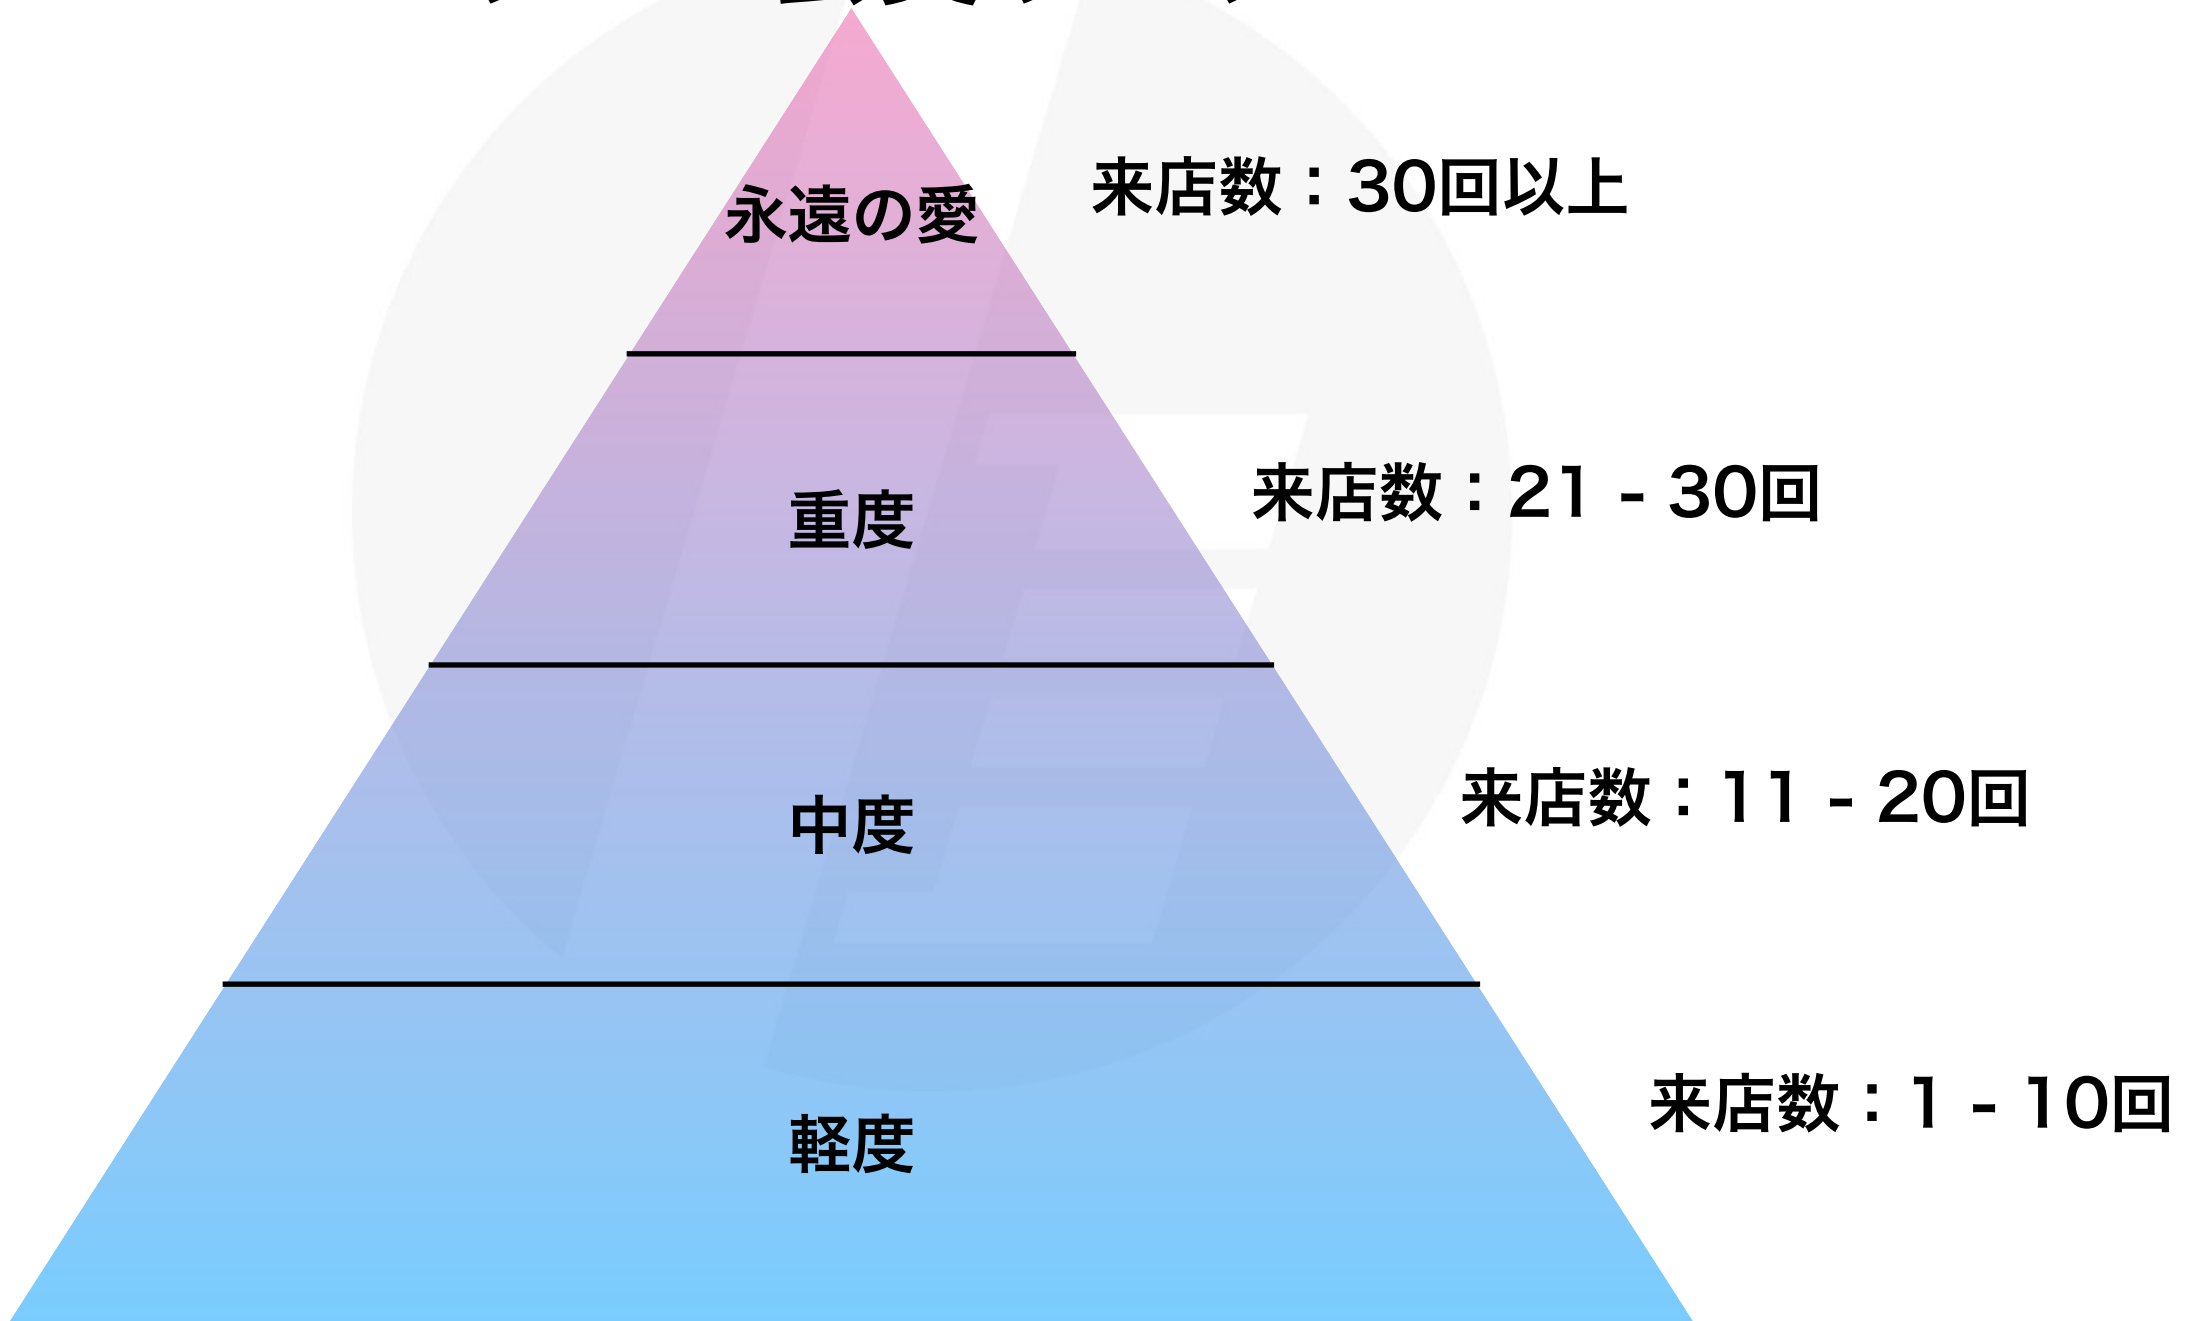 永遠の愛
来店数：30回以上
重度
来店数：21 - 30回
中度
来店数：11 - 20回
軽度
来店数：1 - 10回